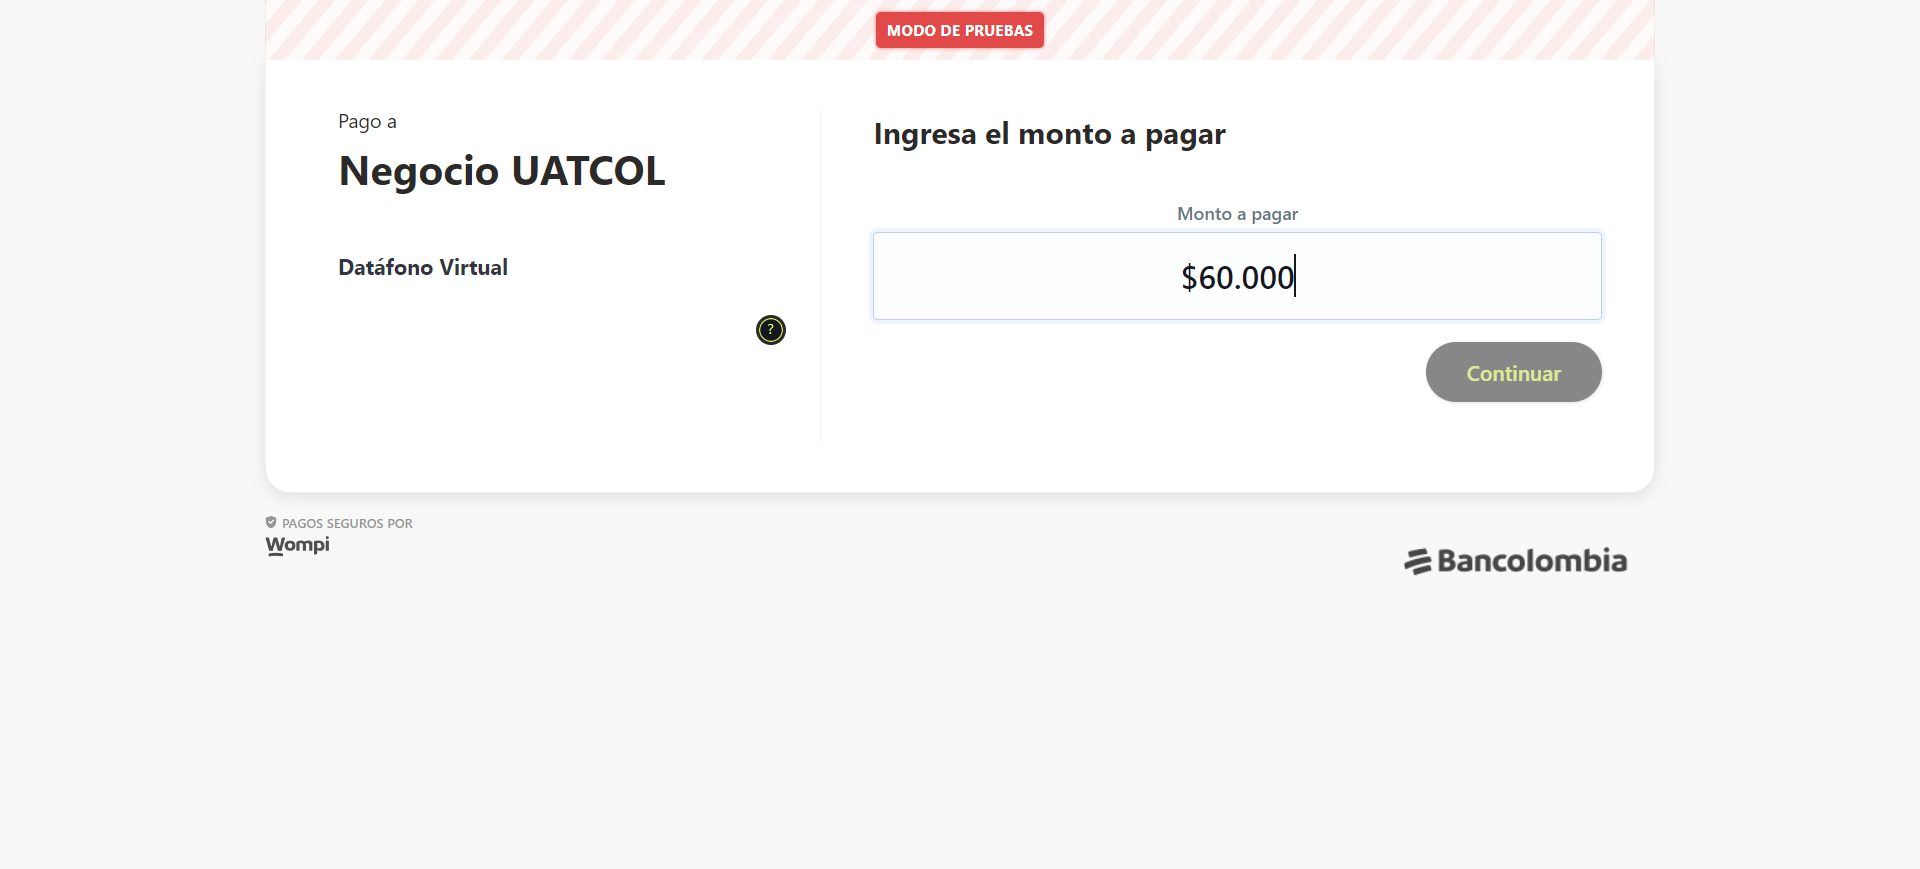 MODO DE PRUEBAS
Pago a
Negocio UATCOL
Datáfono Virtual
?
Ingresa el monto a pagar
Monto a pagar
$60.000
Continuar
PAGOS SEGUROS POR
Wompi
Bancolombia